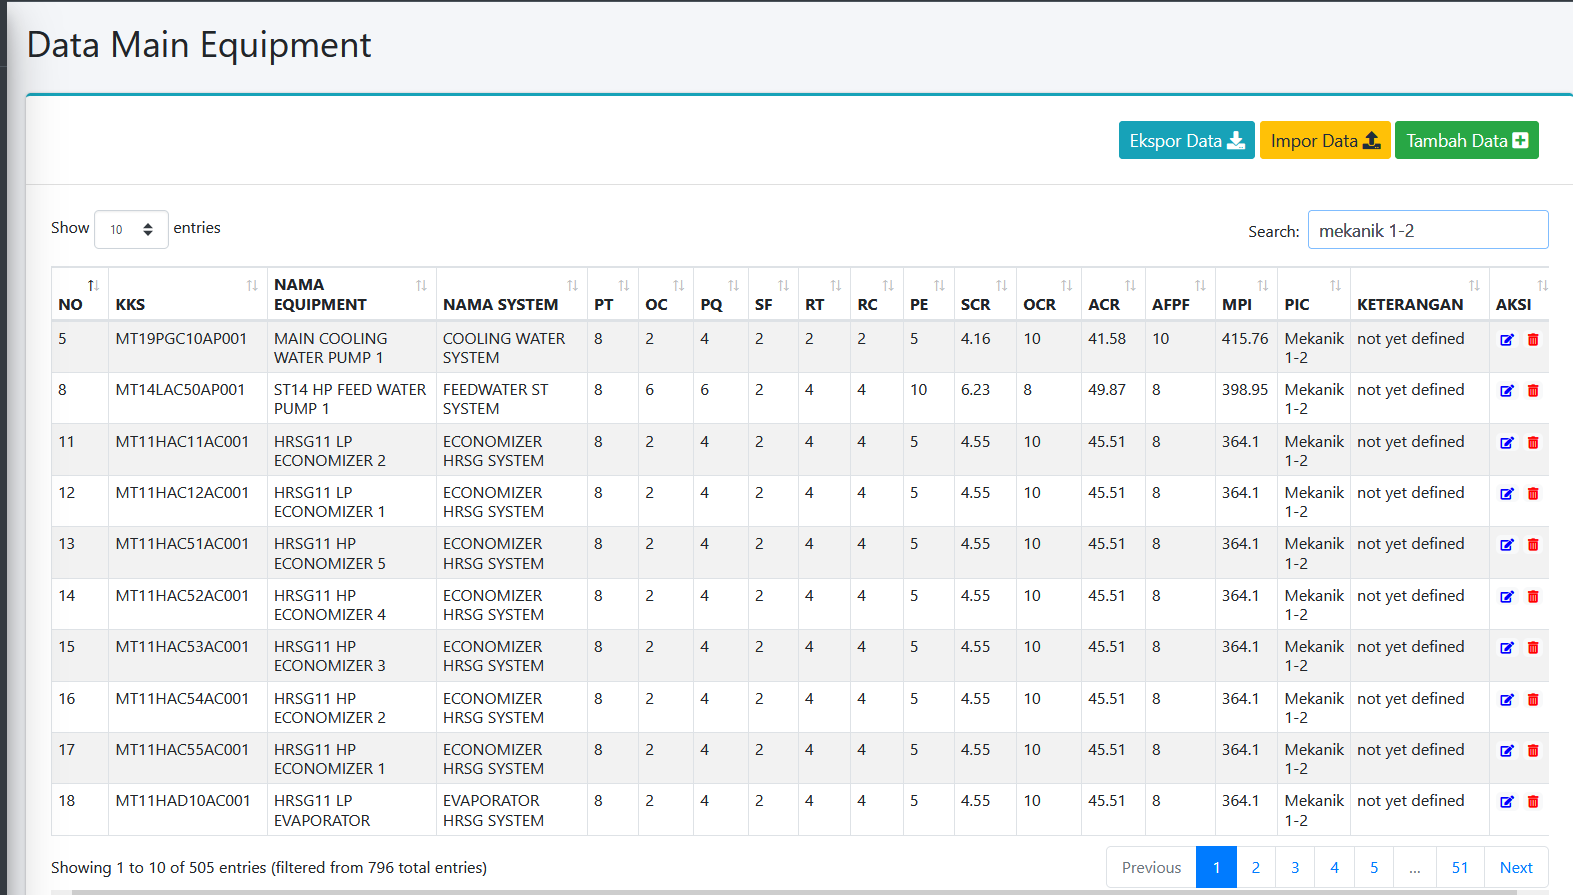 Data Main Equipment
Ekspor Data Impor Data Tambah Data
Show 10 entries Search: mekanik 1-2
NO KKS NAMA EQUIPMENT NAMA SYSTEM PT OC PQ SF RT RC PE SCR OCR ACR AFPF MPI PIC KETERANGAN AKSI
5 MT19PGC10AP001 MAIN COOLING WATER PUMP 1 COOLING WATER SYSTEM 8 2 4 2 2 2 5 4.16 10 41.58 10 415.76 Mekanik 1-2 not yet defined
8 MT14LAC50AP001 ST14 HP FEED WATER PUMP 1 FEEDWATER ST SYSTEM 8 6 6 2 4 4 10 6.23 8 49.87 8 398.95 Mekanik 1-2 not yet defined
11 MT11HAC11AC001 HRSG11 LP ECONOMIZER 2 ECONOMIZER HRSG SYSTEM 8 2 4 2 4 4 5 4.55 10 45.51 8 364.1 Mekanik 1-2 not yet defined
12 MT11HAC12AC001 HRSG11 LP ECONOMIZER 1 ECONOMIZER HRSG SYSTEM 8 2 4 2 4 4 5 4.55 10 45.51 8 364.1 Mekanik 1-2 not yet defined
13 MT11HAC51AC001 HRSG11 HP ECONOMIZER 5 ECONOMIZER HRSG SYSTEM 8 2 4 2 4 4 5 4.55 10 45.51 8 364.1 Mekanik 1-2 not yet defined
14 MT11HAC52AC001 HRSG11 HP ECONOMIZER 4 ECONOMIZER HRSG SYSTEM 8 2 4 2 4 4 5 4.55 10 45.51 8 364.1 Mekanik 1-2 not yet defined
15 MT11HAC53AC001 HRSG11 HP ECONOMIZER 3 ECONOMIZER HRSG SYSTEM 8 2 4 2 4 4 5 4.55 10 45.51 8 364.1 Mekanik 1-2 not yet defined
16 MT11HAC54AC001 HRSG11 HP ECONOMIZER 2 ECONOMIZER HRSG SYSTEM 8 2 4 2 4 4 5 4.55 10 45.51 8 364.1 Mekanik 1-2 not yet defined
17 MT11HAC55AC001 HRSG11 HP ECONOMIZER 1 ECONOMIZER HRSG SYSTEM 8 2 4 2 4 4 5 4.55 10 45.51 8 364.1 Mekanik 1-2 not yet defined
18 MT11HAD10AC001 HRSG11 LP EVAPORATOR EVAPORATOR HRSG SYSTEM 8 2 4 2 4 4 5 4.55 10 45.51 8 364.1 Mekanik 1-2 not yet defined
Showing 1 to 10 of 505 entries (filtered from 796 total entries) Previous 1 2 3 4 5 ... 51 Next